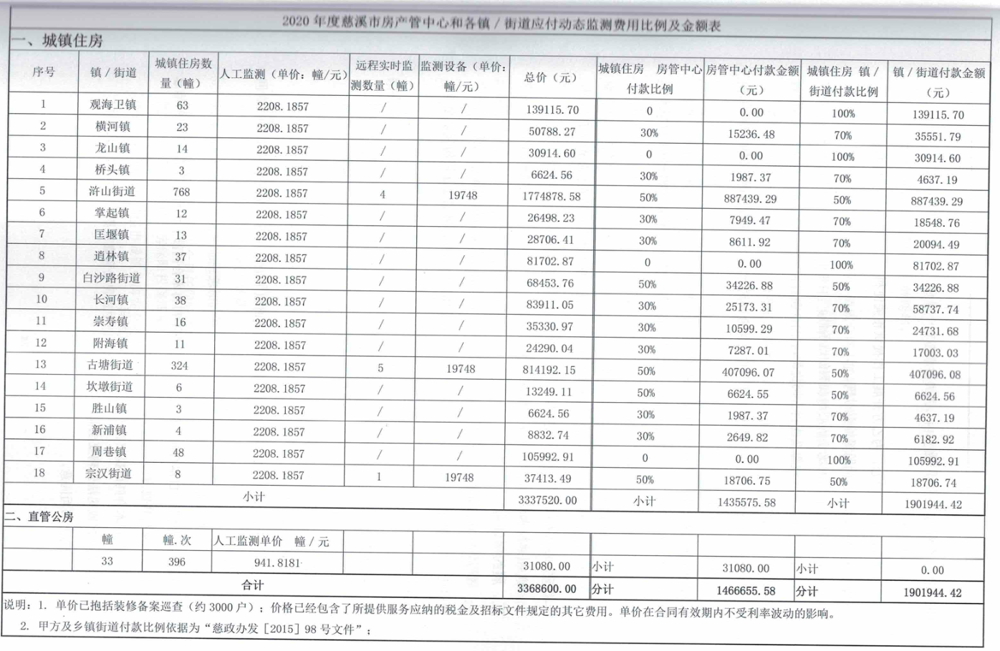 2020 年度慈溪市房产管中心和各镇/街道应付动态监测费用比例及金额表
一、城镇住房
序号 镇/街道 城镇住房数量（幢） 人工监测（单价：幢/元） 远程实时监测数量（幢） 监测设备（单价：幢/元） 总价（元） 城镇住房 房管中心付款比例 房管中心付款金额（元） 城镇住房 镇/街道付款比例 镇/街道付款金额（元）
1 观海卫镇 63 2208.1857 / / 139115.70 0 0.00 100% 139115.70
2 横河镇 23 2208.1857 / / 50788.27 30% 15236.48 70% 35551.79
3 龙山镇 14 2208.1857 / / 30914.60 0 0.00 100% 30914.60
4 桥头镇 3 2208.1857 / / 6624.56 30% 1987.37 70% 4637.19
5 浒山街道 768 2208.1857 4 19748 1774878.58 50% 887439.29 50% 887439.29
6 掌起镇 12 2208.1857 / / 26498.23 30% 7949.47 70% 18548.76
7 匡堰镇 13 2208.1857 / / 28706.41 30% 8611.92 70% 20094.49
8 逍林镇 37 2208.1857 / / 81702.87 0 0.00 100% 81702.87
9 白沙路街道 31 2208.1857 / / 68453.76 50% 34226.88 50% 34226.88
10 长河镇 38 2208.1857 / / 83911.05 30% 25173.31 70% 58737.74
11 崇寿镇 16 2208.1857 / / 35330.97 30% 10599.29 70% 24731.68
12 附海镇 11 2208.1857 / / 24290.04 30% 7287.01 70% 17003.03
13 古塘街道 324 2208.1857 5 19748 814192.15 50% 407096.07 50% 407096.08
14 坎墩街道 6 2208.1857 / / 13249.11 50% 6624.55 50% 6624.56
15 胜山镇 3 2208.1857 / / 6624.56 30% 1987.37 70% 4637.19
16 新浦镇 4 2208.1857 / / 8832.74 30% 2649.82 70% 6182.92
17 周巷镇 48 2208.1857 / / 105992.91 0 0.00 100% 105992.91
18 宗汉街道 8 2208.1857 1 19748 37413.49 50% 18706.75 50% 18706.74
小计 3337520.00 小计 1435575.58 小计 1901944.42
二、直管公房
幢 幢.次 人工监测单价 幢/元
33 396 941.8181 31080.00 小计 31080.00 小计 0.00
合计 3368600.00 分计 1466655.58 分计 1901944.42
说明：1. 单价已抱括装修备案巡查（约 3000 户）；价格已经包含了所提供服务应纳的税金及招标文件规定的其它费用。单价在合同有效期内不受利率波动的影响。
2. 甲方及乡镇街道付款比例依据为“慈政办发［2015］98 号文件”；